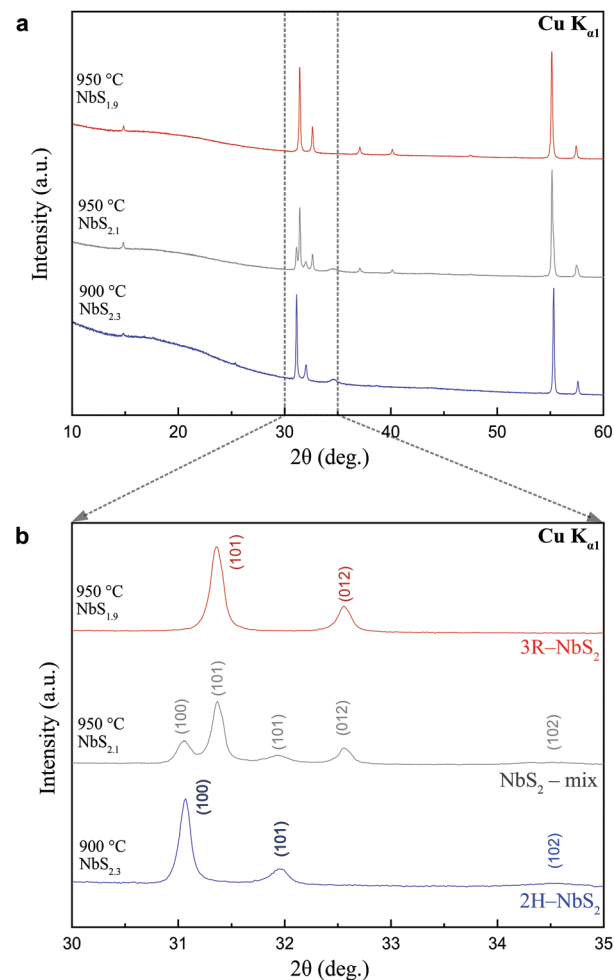 a
Cu Kα1
950 °C
NbS1.9
950 °C
NbS2.1
900 °C
NbS2.3
Intensity (a.u.)
10 20 30 40 50 60
2θ (deg.)
b
Cu Kα1
950 °C
NbS1.9
(101)
(012)
3R–NbS2
950 °C
NbS2.1
(100)
(101)
(101)
(012)
(102)
NbS2 – mix
900 °C
NbS2.3
(100)
(101)
(102)
2H–NbS2
Intensity (a.u.)
30 31 32 33 34 35
2θ (deg.)